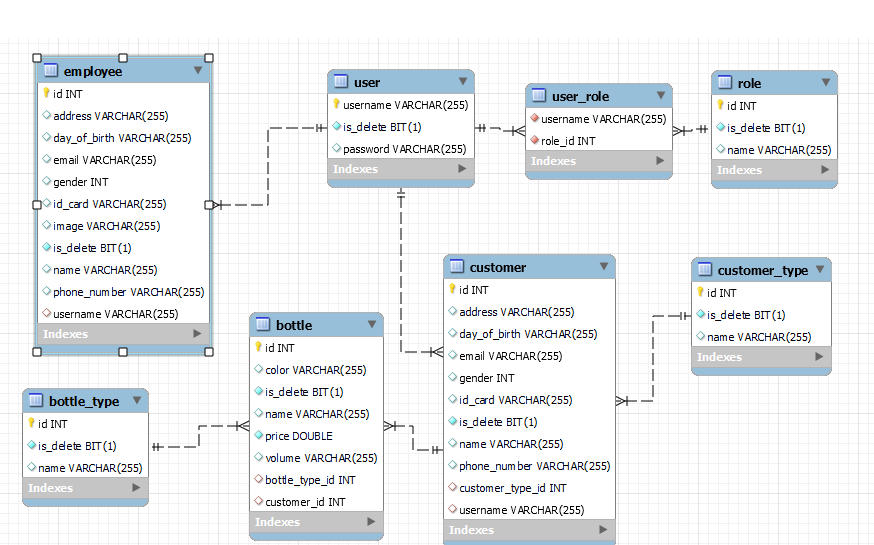 employee
id INT
address VARCHAR(255)
day_of_birth VARCHAR(255)
email VARCHAR(255)
gender INT
id_card VARCHAR(255)
image VARCHAR(255)
is_delete BIT(1)
name VARCHAR(255)
phone_number VARCHAR(255)
username VARCHAR(255)
Indexes
user
username VARCHAR(255)
is_delete BIT(1)
password VARCHAR(255)
Indexes
user_role
username VARCHAR(255)
role_id INT
Indexes
role
id INT
is_delete BIT(1)
name VARCHAR(255)
Indexes
bottle_type
id INT
is_delete BIT(1)
name VARCHAR(255)
Indexes
bottle
id INT
color VARCHAR(255)
is_delete BIT(1)
name VARCHAR(255)
price DOUBLE
volume VARCHAR(255)
bottle_type_id INT
customer_id INT
Indexes
customer
id INT
address VARCHAR(255)
day_of_birth VARCHAR(255)
email VARCHAR(255)
gender INT
id_card VARCHAR(255)
is_delete BIT(1)
name VARCHAR(255)
phone_number VARCHAR(255)
customer_type_id INT
username VARCHAR(255)
Indexes
customer_type
id INT
is_delete BIT(1)
name VARCHAR(255)
Indexes